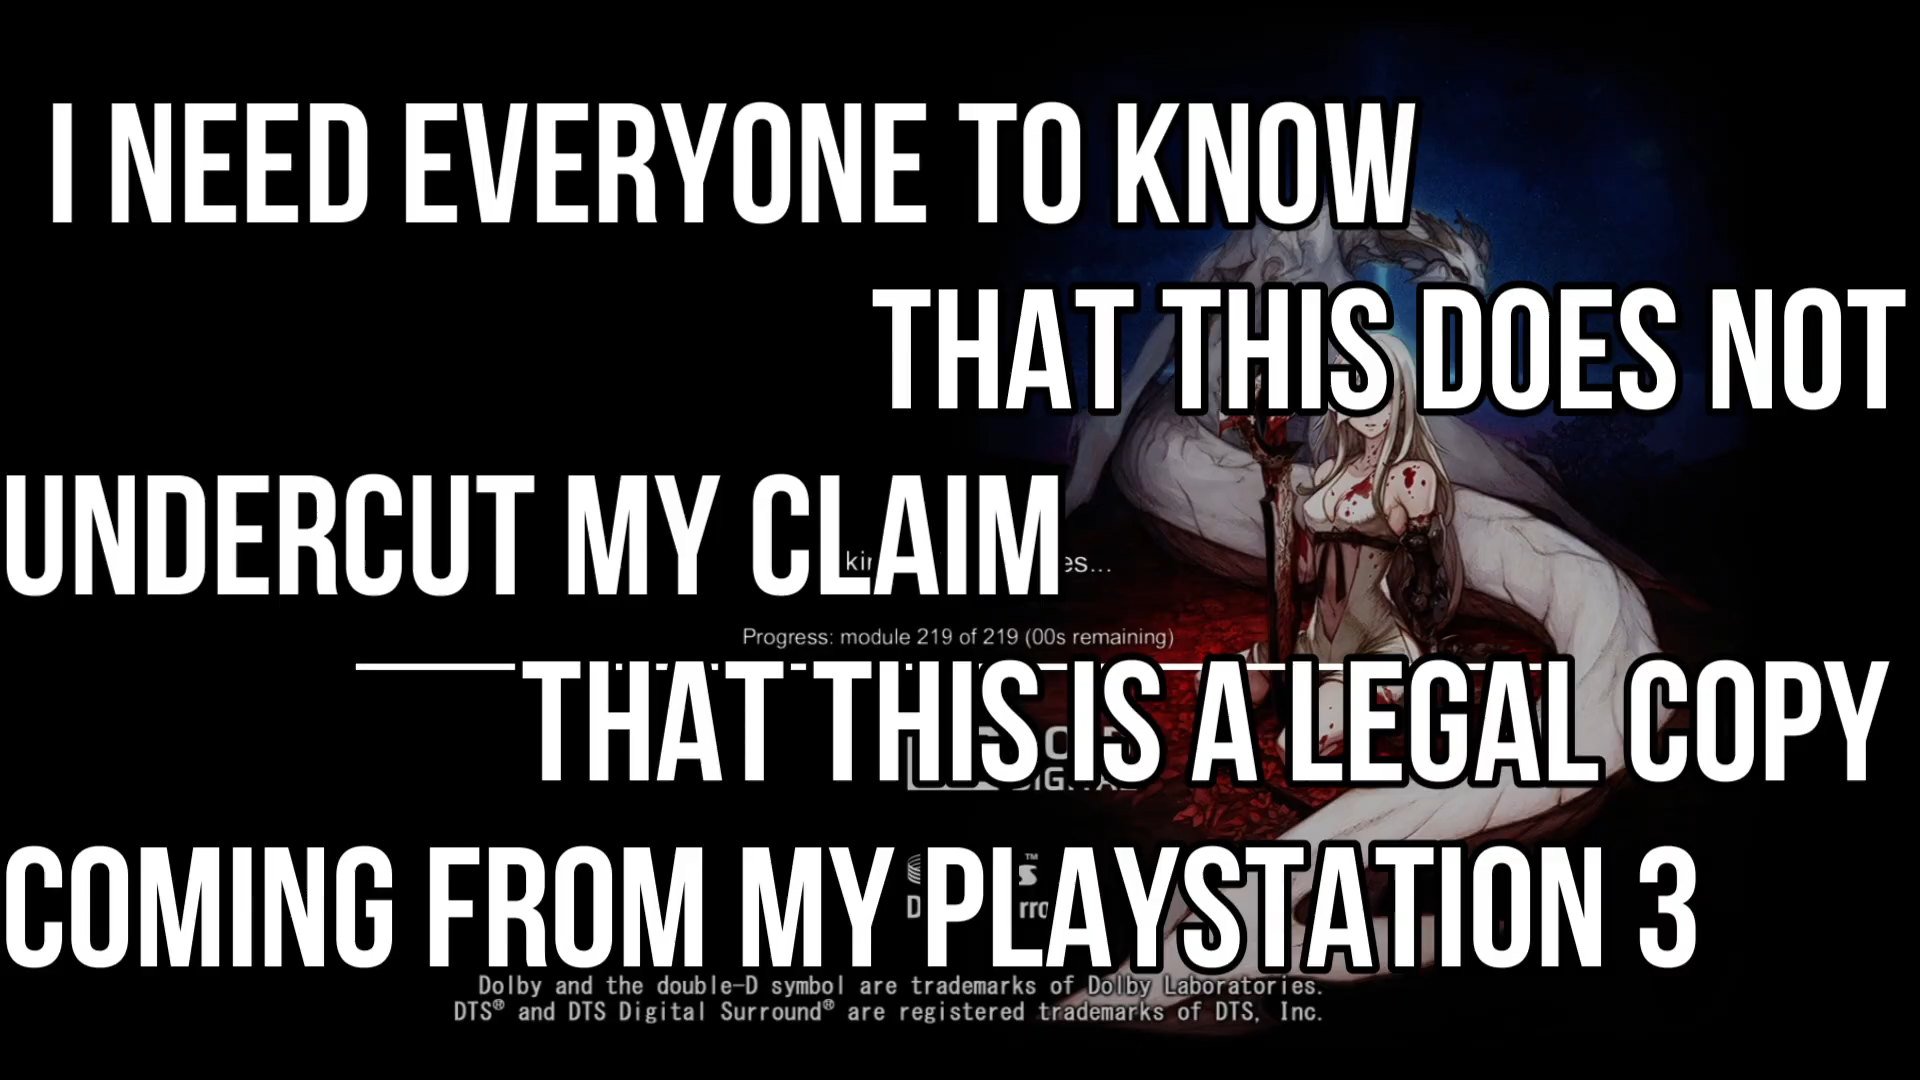 I NEED EVERYONE TO KNOW
THAT THIS DOES NOT
UNDERCUT MY CLAIM
Progress: module 219 of 219 (00s remaining)
THAT THIS IS A LEGAL COPY
COMING FROM MY PLAYSTATION 3
Dolby and the double-D symbol are trademarks of Dolby Laboratories.
DTS® and DTS Digital Surround® are registered trademarks of DTS, Inc.